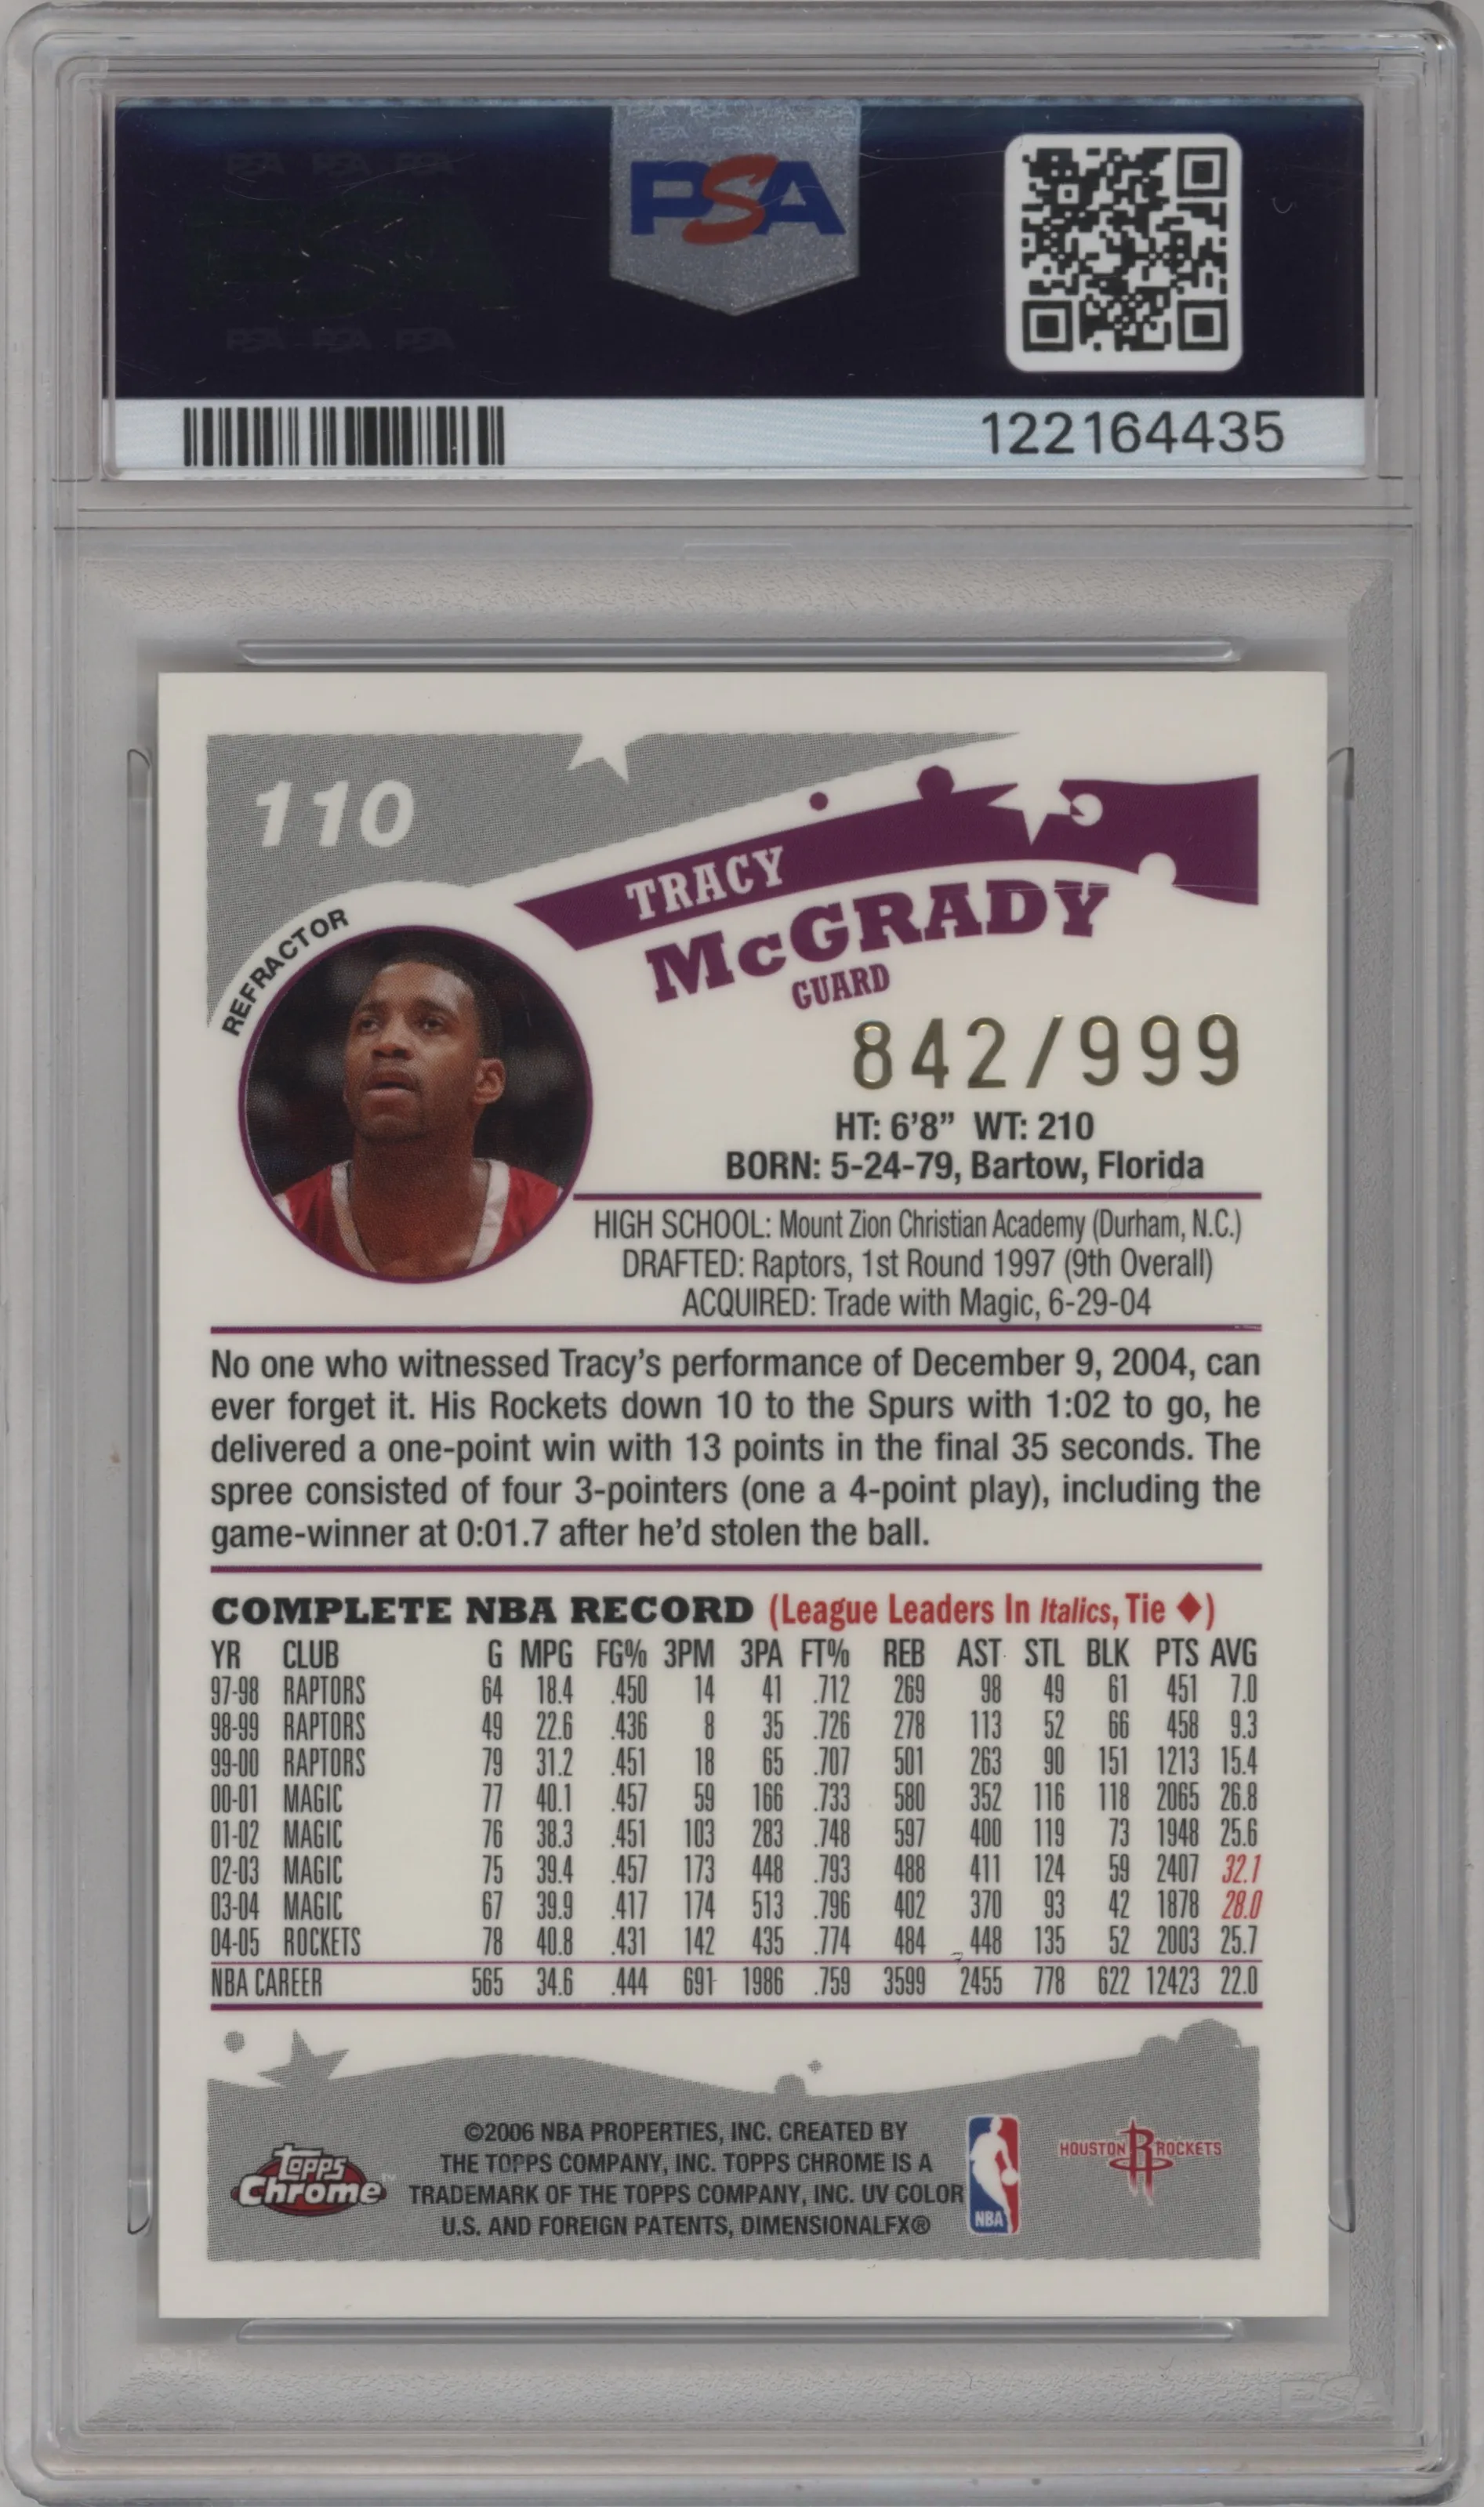 PSA
122164435
110
REFRACTOR
TRACY
McGRADY
GUARD
842/999
HT: 6'8” WT: 210
BORN: 5-24-79, Bartow, Florida
HIGH SCHOOL: Mount Zion Christian Academy (Durham, N.C.)
DRAFTED: Raptors, 1st Round 1997 (9th Overall)
ACQUIRED: Trade with Magic, 6-29-04
No one who witnessed Tracy's performance of December 9, 2004, can
ever forget it. His Rockets down 10 to the Spurs with 1:02 to go, he
delivered a one-point win with 13 points in the final 35 seconds. The
spree consisted of four 3-pointers (one a 4-point play), including the
game-winner at 0:01.7 after he'd stolen the ball.
COMPLETE NBA RECORD (League Leaders In Italics, Tie ♦)
YR CLUB G MPG FG% 3PM 3PA FT% REB AST STL BLK PTS AVG
97-98 RAPTORS 64 18.4 .450 14 41 .712 269 98 49 61 451 7.0
98-99 RAPTORS 49 22.6 .436 8 35 .726 278 113 52 66 458 9.3
99-00 RAPTORS 79 31.2 .451 18 65 .707 501 263 90 151 1213 15.4
00-01 MAGIC 77 40.1 .457 59 166 .733 580 352 116 118 2065 26.8
01-02 MAGIC 76 38.3 .451 103 283 .748 597 400 119 73 1948 25.6
02-03 MAGIC 75 39.4 .457 173 448 .793 488 411 124 59 2407 32.1
03-04 MAGIC 67 39.9 .417 174 513 .796 402 370 93 42 1878 28.0
04-05 ROCKETS 78 40.8 .431 142 435 .774 484 448 135 52 2003 25.7
NBA CAREER 565 34.6 .444 691 1986 .759 3599 2455 778 622 12423 22.0
©2006 NBA PROPERTIES, INC. CREATED BY
THE TOPPS COMPANY, INC. TOPPS CHROME IS A
TRADEMARK OF THE TOPPS COMPANY, INC. UV COLOR
U.S. AND FOREIGN PATENTS, DIMENSIONALFX®
Topps
Chrome™
NBA
HOUSTON R ROCKETS
PSA